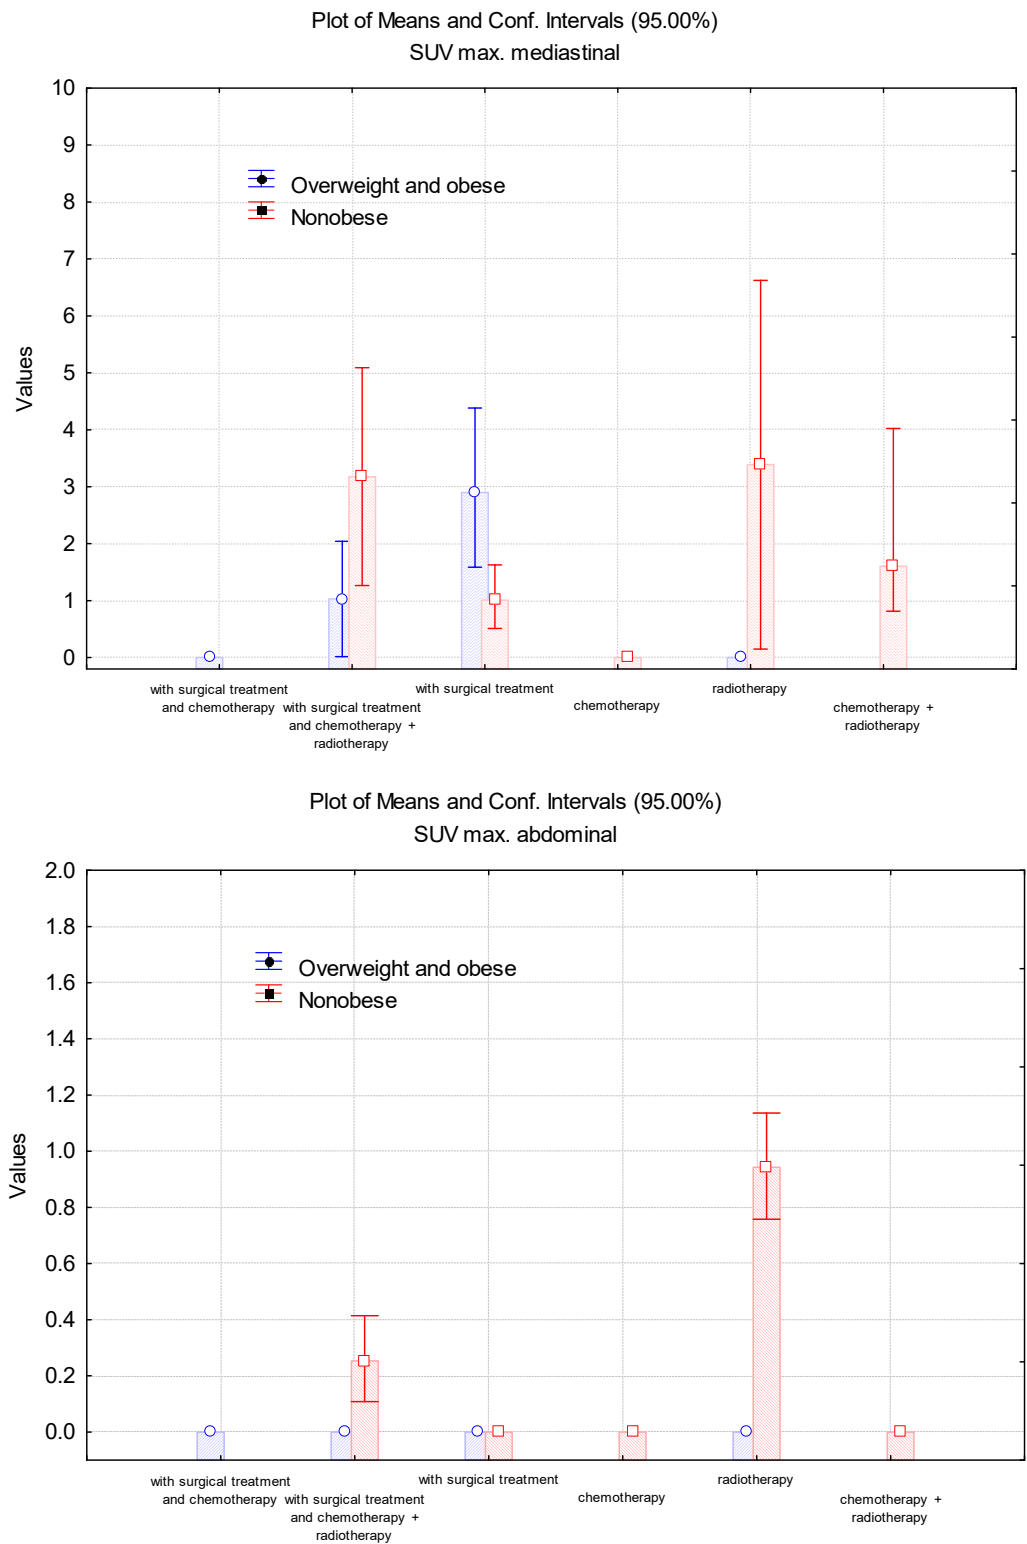 Plot of Means and Conf. Intervals (95.00%)
SUV max. mediastinal
10
9
8
7
6
5
4
3
2
1
0
Values
Overweight and obese
Nonobese
with surgical treatment
and chemotherapy
with surgical treatment
and chemotherapy +
radiotherapy
with surgical treatment
chemotherapy
radiotherapy
chemotherapy +
radiotherapy
Plot of Means and Conf. Intervals (95.00%)
SUV max. abdominal
2.0
1.8
1.6
1.4
1.2
1.0
0.8
0.6
0.4
0.2
0.0
Values
Overweight and obese
Nonobese
with surgical treatment
and chemotherapy
with surgical treatment
and chemotherapy +
radiotherapy
with surgical treatment
chemotherapy
radiotherapy
chemotherapy +
radiotherapy